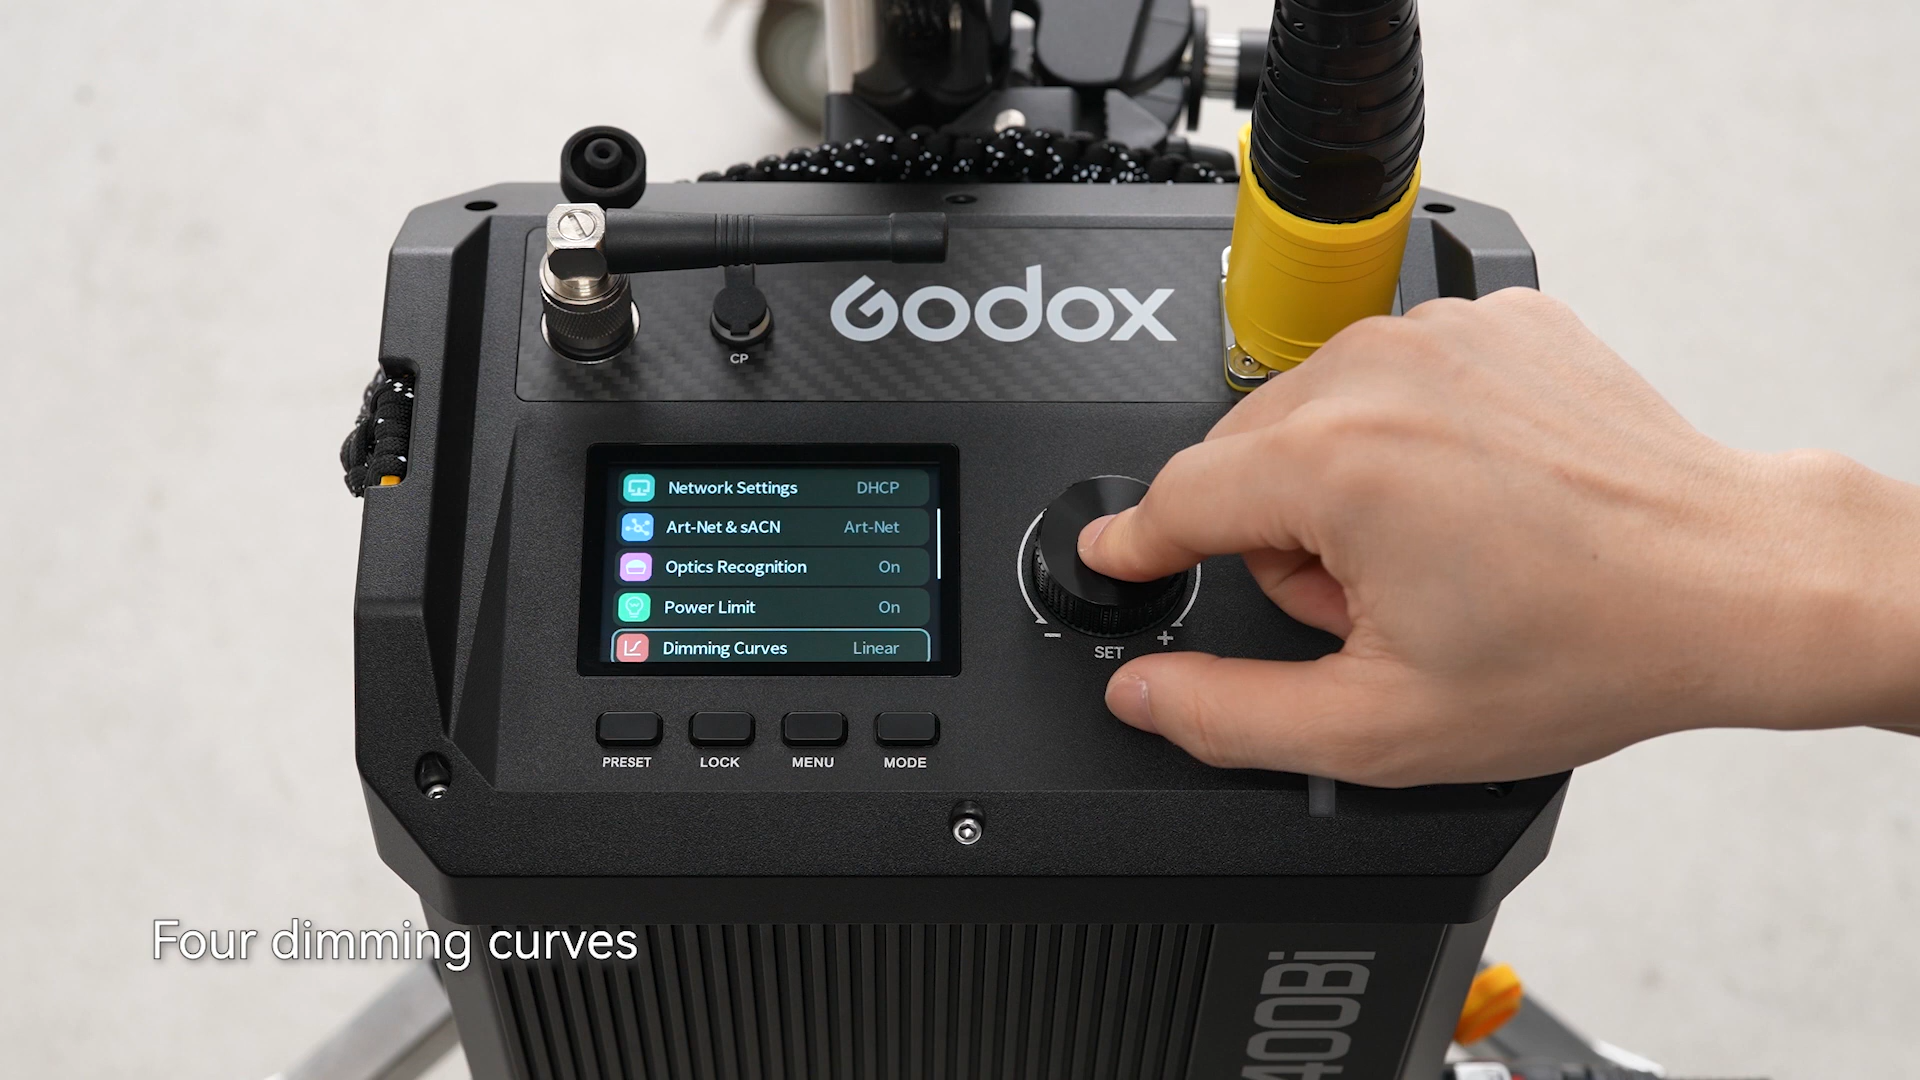 Godox
CP
Network Settings DHCP
Art-Net & sACN Art-Net
Optics Recognition On
Power Limit On
Dimming Curves Linear
− +
SET
PRESET LOCK MENU MODE
Four dimming curves
400Bi